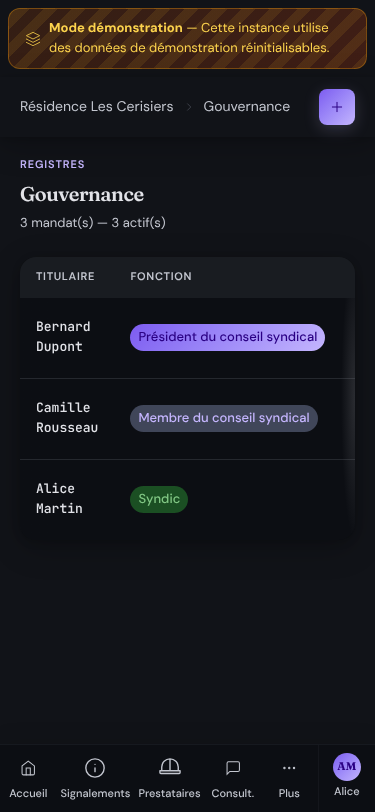 Mode démonstration — Cette instance utilise
des données de démonstration réinitialisables.
Résidence Les Cerisiers > Gouvernance +
REGISTRES
Gouvernance
3 mandat(s) — 3 actif(s)
TITULAIRE FONCTION
Bernard
Dupont
Président du conseil syndical
Camille
Rousseau
Membre du conseil syndical
Alice
Martin
Syndic
AM
Accueil Signalements Prestataires Consult. Plus Alice